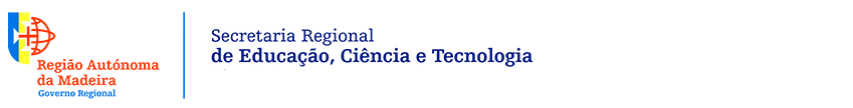 Região Autónoma
da Madeira
Governo Regional
Secretaria Regional
de Educação, Ciência e Tecnologia